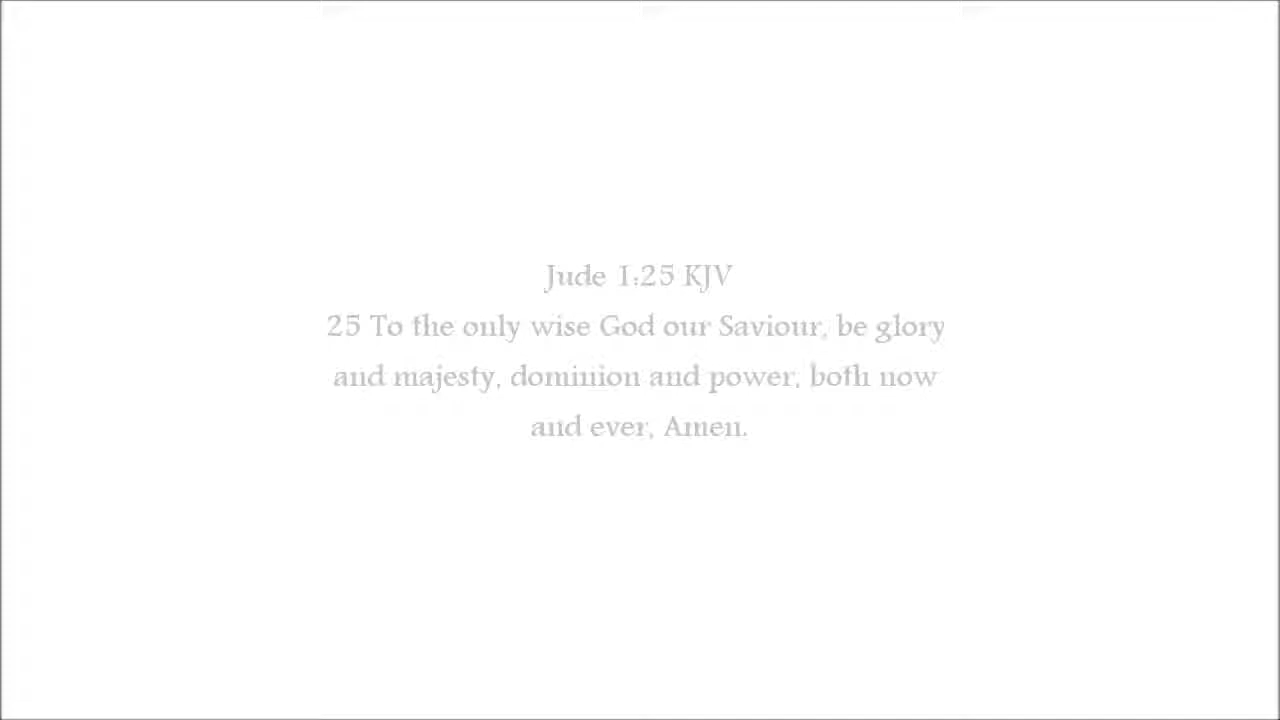 Jude 1:25 KJV
25 To the only wise God our Saviour, be glory
and majesty, dominion and power, both now
and ever, Amen.